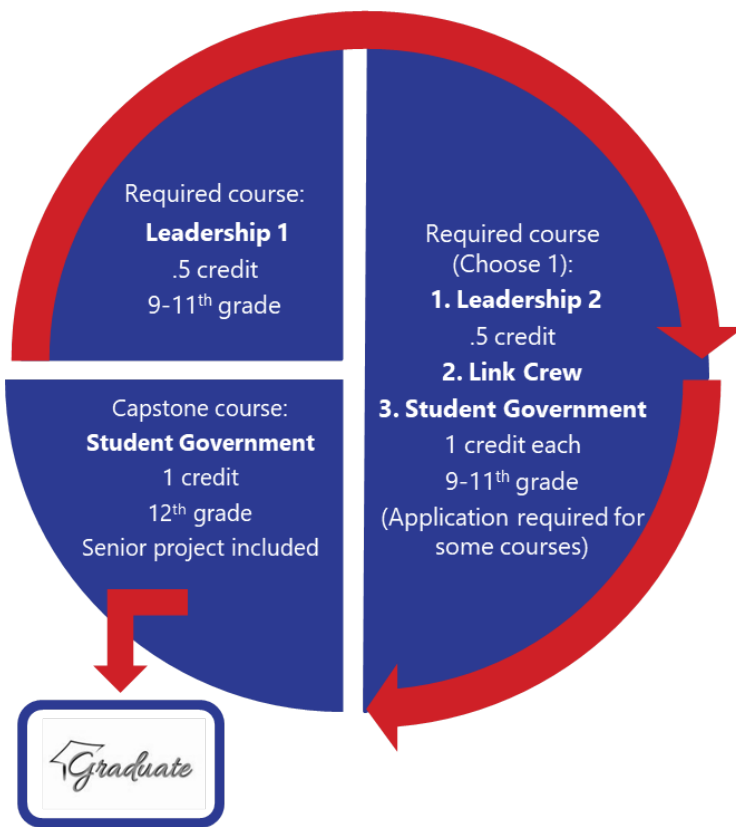 Required course:
Leadership 1
.5 credit
9-11th grade
Required course
(Choose 1):
1. Leadership 2
.5 credit
2. Link Crew
3. Student Government
1 credit each
9-11th grade
(Application required for
some courses)
Capstone course:
Student Government
1 credit
12th grade
Senior project included
Graduate